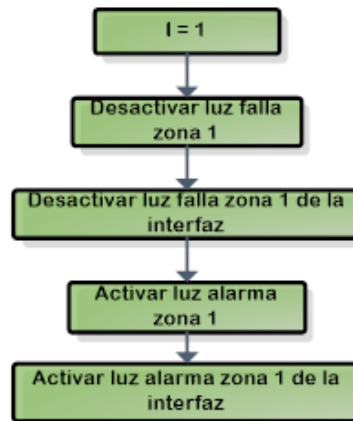 I = 1
Desactivar luz falla
zona 1
Desactivar luz falla zona 1 de la
interfaz
Activar luz alarma
zona 1
Activar luz alarma zona 1 de la
interfaz